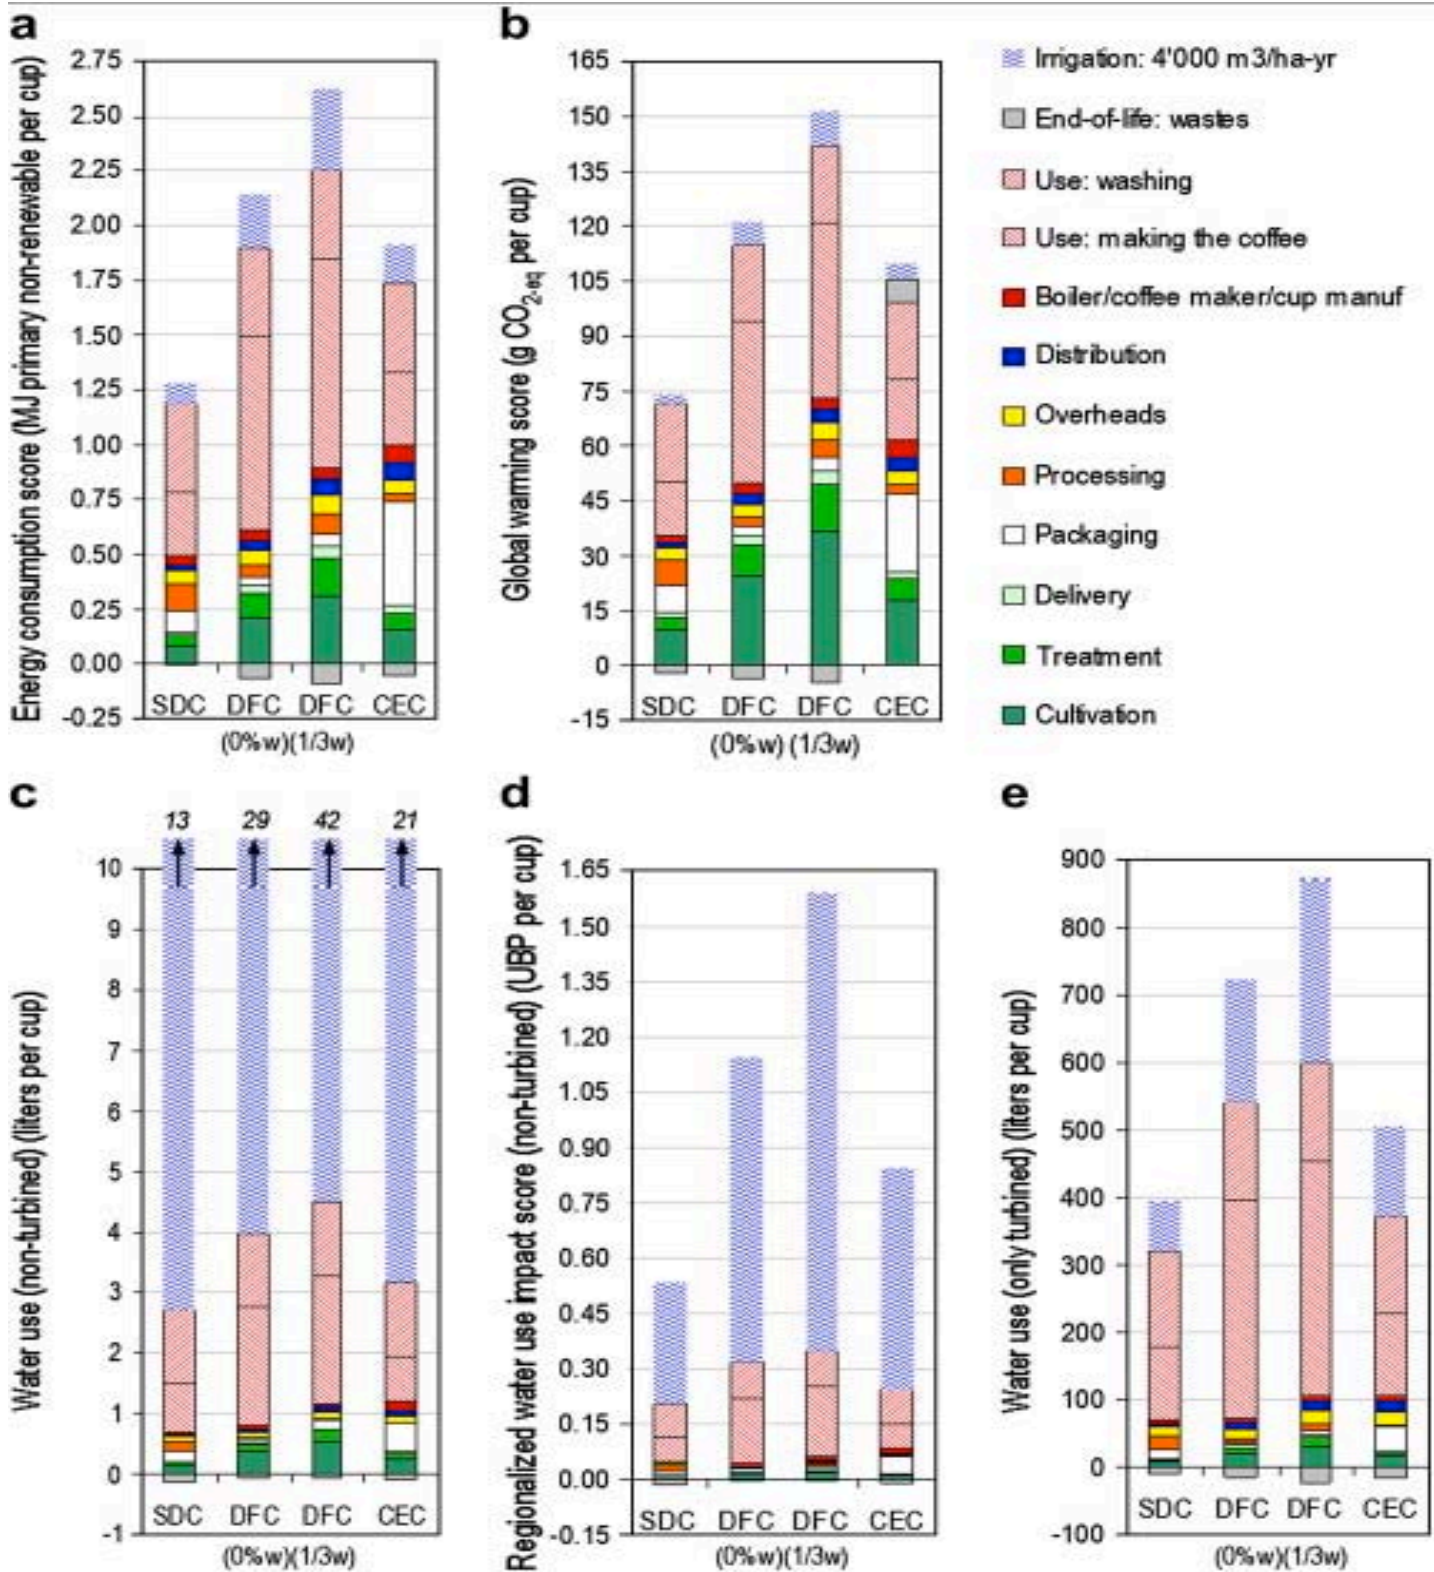 a
Energy consumption score (MJ primary non-renewable per cup)
2.75
2.50
2.25
2.00
1.75
1.50
1.25
1.00
0.75
0.50
0.25
0.00
-0.25
SDC DFC DFC CEC
(0%w)(1/3w)
b
Global warming score (g CO2-eq per cup)
165
150
135
120
105
90
75
60
45
30
15
0
-15
SDC DFC DFC CEC
(0%w) (1/3w)
Irrigation: 4'000 m3/ha-yr
End-of-life: wastes
Use: washing
Use: making the coffee
Boiler/coffee maker/cup manuf
Distribution
Overheads
Processing
Packaging
Delivery
Treatment
Cultivation
c
Water use (non-turbined) (liters per cup)
13 29 42 21
10
9
8
7
6
5
4
3
2
1
0
-1
SDC DFC DFC CEC
(0%w)(1/3w)
d
Regionalized water use impact score (non-turbined) (UBP per cup)
1.65
1.50
1.35
1.20
1.05
0.90
0.75
0.60
0.45
0.30
0.15
0.00
-0.15
SDC DFC DFC CEC
(0%w)(1/3w)
e
Water use (only turbined) (liters per cup)
900
800
700
600
500
400
300
200
100
0
-100
SDC DFC DFC CEC
(0%w)(1/3w)